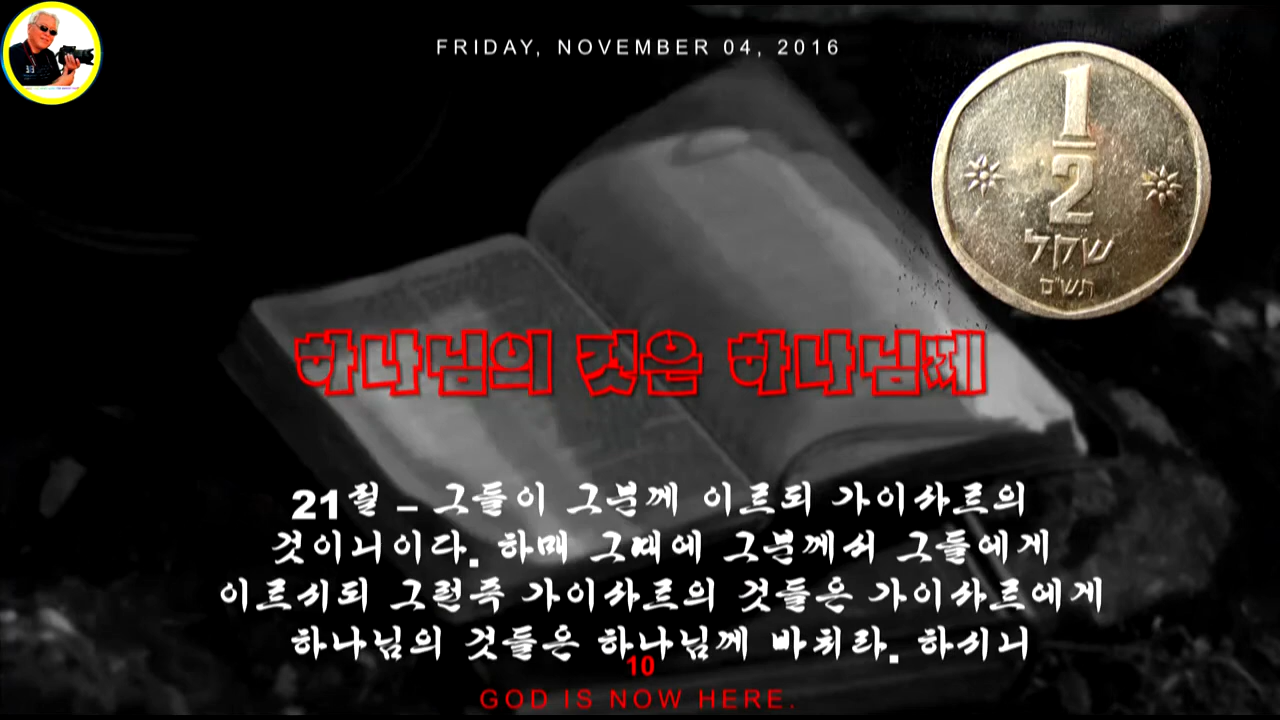 FRIDAY, NOVEMBER 04, 2016
1
2
שקל
תש"ם
하나님의 것은 하나님께
21절 – 그들이 그분께 이르되 가이사르의
것이니이다. 하매 그때에 그분께서 그들에게
이르시되 그런즉 가이사르의 것들은 가이사르에게
하나님의 것들은 하나님께 바치라. 하시니
10
GOD IS NOW HERE.